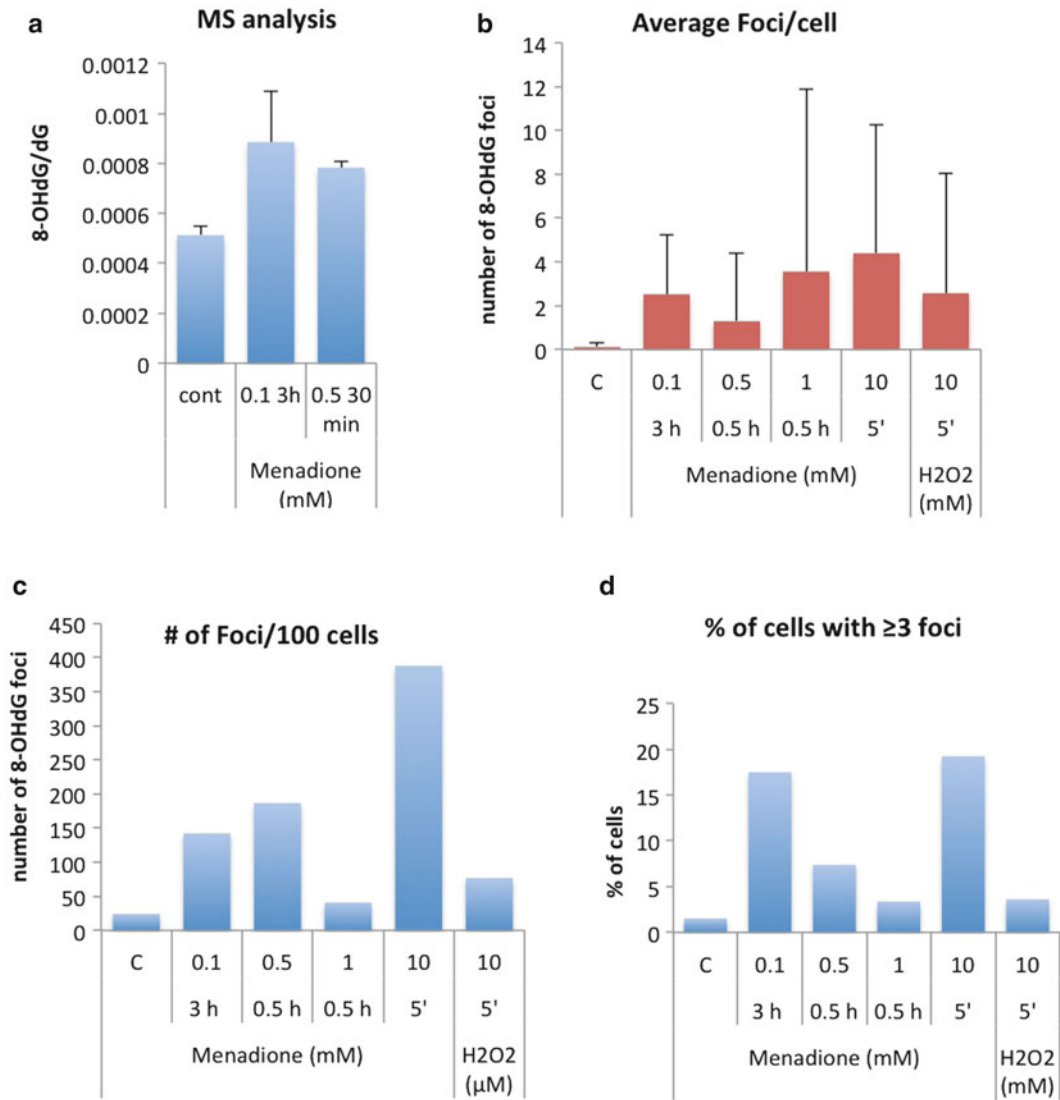 a
MS analysis
8-OHdG/dG
0.0012
0.001
0.0008
0.0006
0.0004
0.0002
0
cont
0.1 3h
0.5 30
min
Menadione
(mM)
b
Average Foci/cell
number of 8-OHdG foci
14
12
10
8
6
4
2
0
C 0.1 0.5 1 10 10
3 h 0.5 h 0.5 h 5' 5'
Menadione (mM) H2O2
(mM)
c
# of Foci/100 cells
number of 8-OHdG foci
450
400
350
300
250
200
150
100
50
0
C 0.1 0.5 1 10 10
3 h 0.5 h 0.5 h 5' 5'
Menadione (mM) H2O2
(µM)
d
% of cells with ≥3 foci
% of cells
25
20
15
10
5
0
C 0.1 0.5 1 10 10
3 h 0.5 h 0.5 h 5' 5'
Menadione (mM) H2O2
(mM)